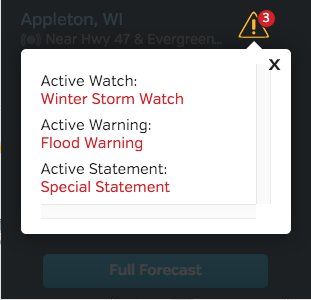 Appleton, WI
3
Near Hwy 47 & Evergreen...
X
Active Watch:
Winter Storm Watch
Active Warning:
Flood Warning
Active Statement:
Special Statement
Full Forecast